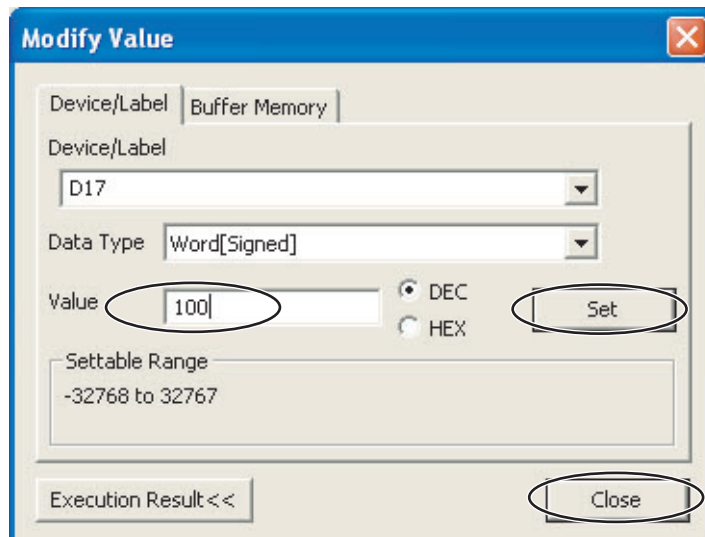 Modify Value
Device/Label Buffer Memory
Device/Label
D17
Data Type Word[Signed]
Value 100 DEC Set
HEX
Settable Range
-32768 to 32767
Execution Result<< Close